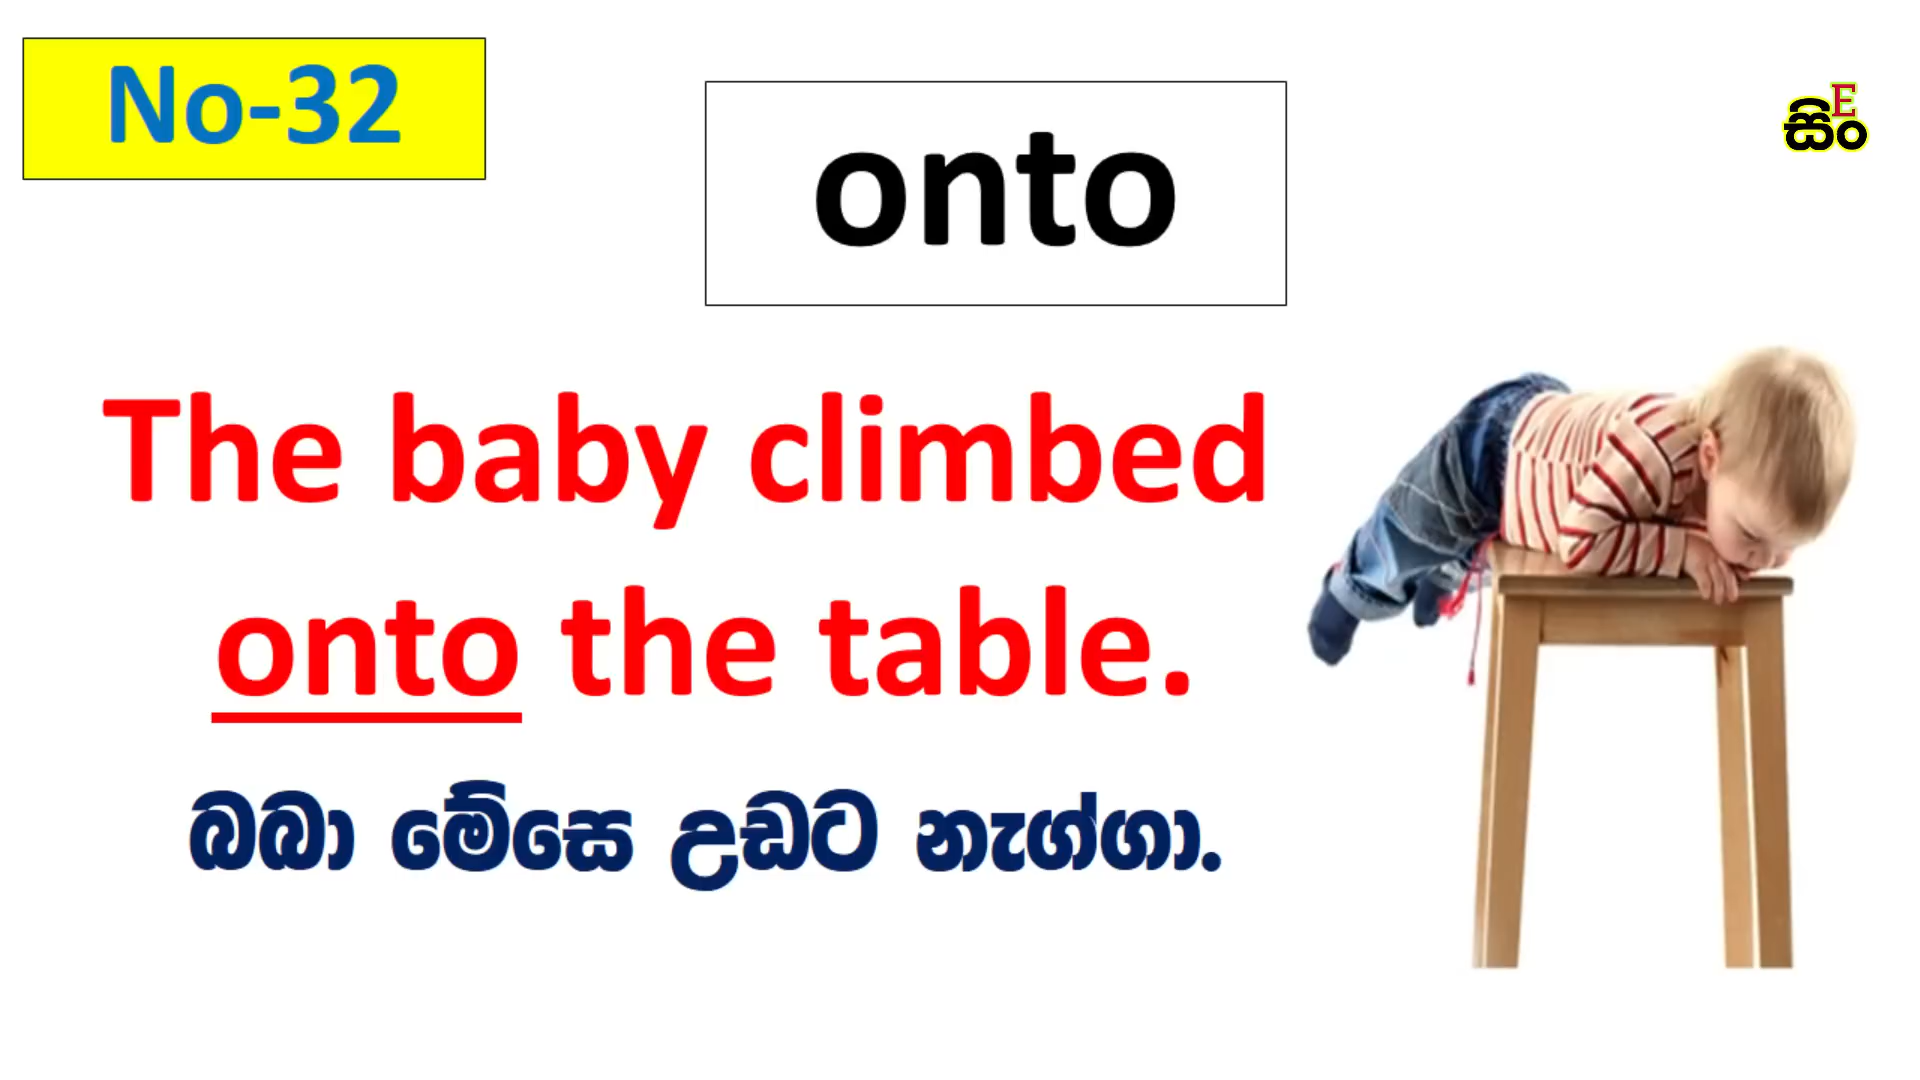 No-32
onto
E
සිං
The baby climbed
onto the table.
බබා මේසෙ උඩට නැග්ගා.